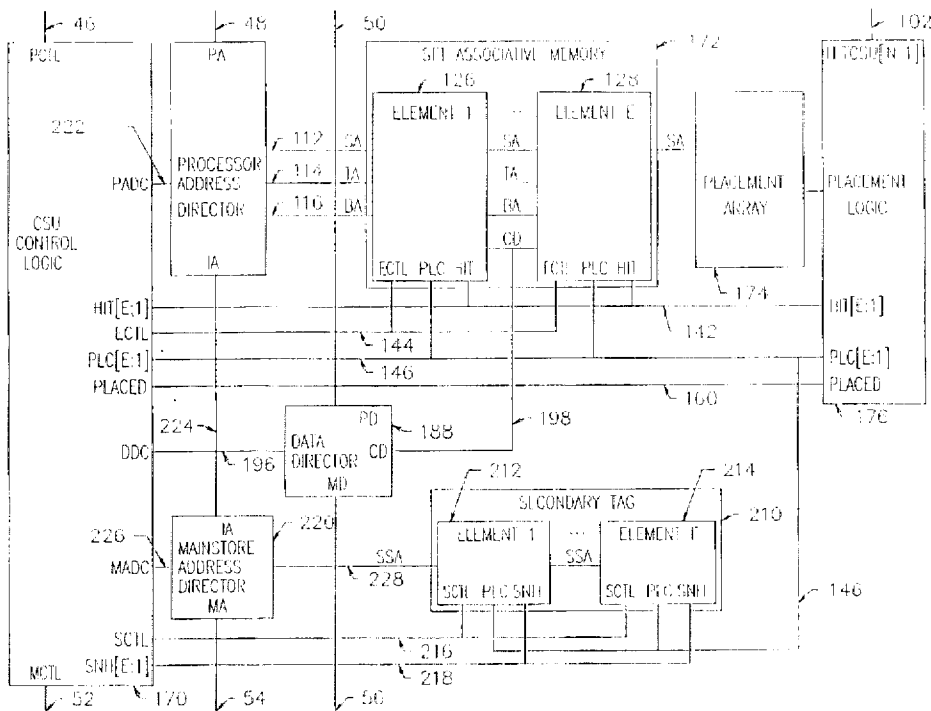 46 48 50 102
PCTL PA SET ASSOCIATIVE MEMORY 172 HITCSU[N:1]
126 128
ELEMENT 1 ... ELEMENT E
222
112 SA SA SA
PADC PROCESSOR ADDRESS DIRECTOR
114 TA TA
116 BA BA
CD
PLACEMENT ARRAY
PLACEMENT LOGIC
CSU CONTROL LOGIC
IA ECTL PLC HIT ECTL PLC HIT
174
HIT[E:1] 142 HIT[E:1]
ECTL 144
PLC[E:1] 146 PLC[E:1]
PLACED 160 PLACED
176
224 PD 188 198
DDC 196 DATA DIRECTOR CD
MD
212 214
SECONDARY TAG
210
226 IA 220
ELEMENT 1 ... ELEMENT E
MADC MAINSTORE ADDRESS DIRECTOR
SSA SSA
228
MA SCTL PLC SNH SCTL PLC SNH
146
SCTL 216
SNH[E:1] 218
MCTL
52 170 54 56